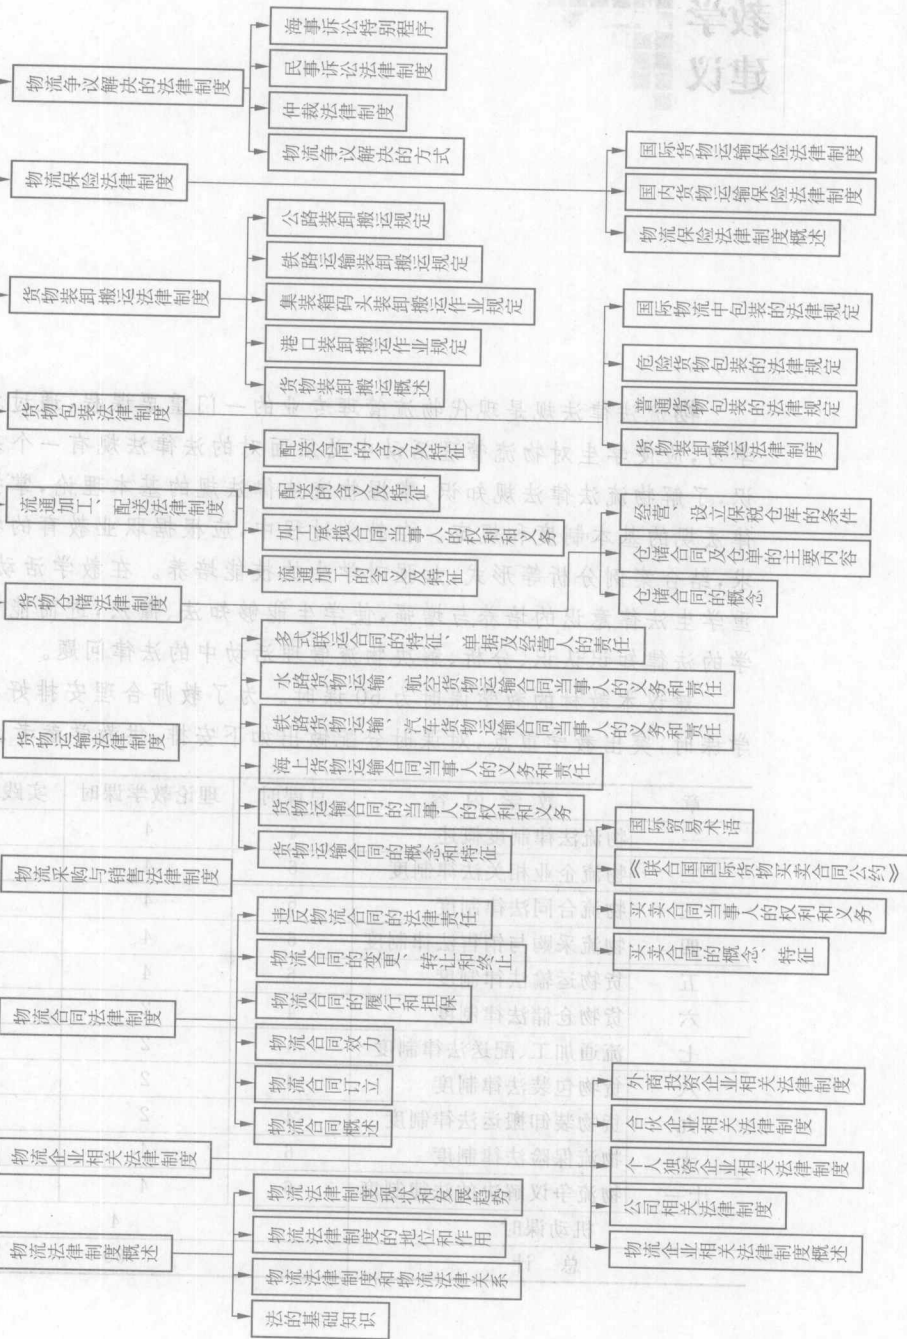 物流法律制度概述
法的基础知识
物流法律制度和物流法律关系
物流法律制度的地位和作用
物流法律制度现状和发展趋势
物流企业相关法律制度
物流企业相关法律制度概述
公司相关法律制度
个人独资企业相关法律制度
合伙企业相关法律制度
外商投资企业相关法律制度
物流合同法律制度
物流合同概述
物流合同订立
物流合同效力
物流合同的履行和担保
物流合同的变更、转让和终止
违反物流合同的法律责任
物流采购与销售法律制度
买卖合同的概念、特征
买卖合同当事人的权利和义务
《联合国国际货物买卖合同公约》
国际贸易术语
货物运输法律制度
货物运输合同的概念和特征
货物运输合同的当事人的权利和义务
海上货物运输合同当事人的义务和责任
铁路货物运输、汽车货物运输合同当事人的义务和责任
水路货物运输、航空货物运输合同当事人的义务和责任
多式联运合同的特征、单据及经营人的责任
货物仓储法律制度
仓储合同的概念
仓储合同及仓单的主要内容
经营、设立保税仓库的条件
流通加工、配送法律制度
流通加工的含义及特征
加工承揽合同当事人的权利和义务
配送的含义及特征
配送合同的含义及特征
货物包装法律制度
货物装卸搬运法律制度
普通货物包装的法律规定
危险货物包装的法律规定
国际物流中包装的法律规定
货物装卸搬运法律制度
货物装卸搬运概述
港口装卸搬运作业规定
集装箱码头装卸搬运作业规定
铁路运输装卸搬运规定
公路装卸搬运规定
物流保险法律制度
物流保险法律制度概述
国内货物运输保险法律制度
国际货物运输保险法律制度
物流争议解决的法律制度
物流争议解决的方式
仲裁法律制度
民事诉讼法律制度
海事诉讼特别程序
教学
建议